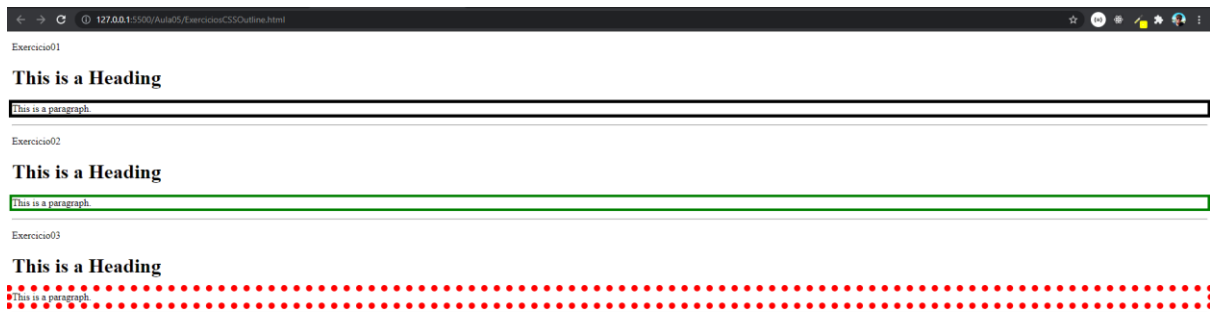 127.0.0.1:5500/Aula05/ExerciciosCSSOutline.html
Exercicio01
This is a Heading
This is a paragraph.
Exercicio02
This is a Heading
This is a paragraph.
Exercicio03
This is a Heading
This is a paragraph.